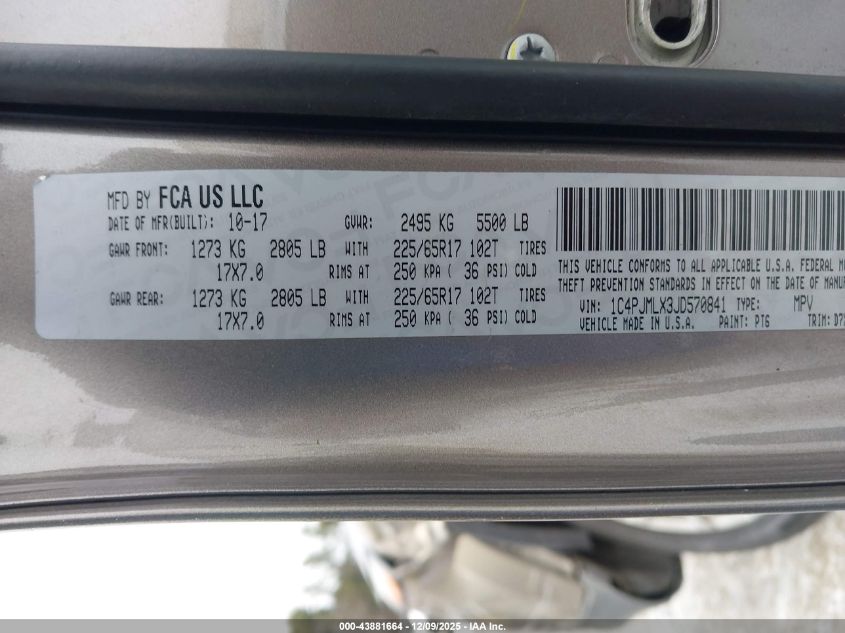 MFD BY FCA US LLC
DATE OF MFR(BUILT): 10-17 GVWR: 2495 KG 5500 LB
GAWR FRONT: 1273 KG 2805 LB WITH 225/65R17 102T TIRES
17X7.0 RIMS AT 250 KPA ( 36 PSI) COLD
GAWR REAR: 1273 KG 2805 LB WITH 225/65R17 102T TIRES
17X7.0 RIMS AT 250 KPA ( 36 PSI) COLD
THIS VEHICLE CONFORMS TO ALL APPLICABLE U.S.A. FEDERAL
THEFT PREVENTION STANDARDS IN EFFECT ON THE DATE OF
VIN: 1C4PJMLX3JD570841 TYPE: MPV
VEHICLE MADE IN U.S.A. PAINT: PTG TRIM:
000-43881664 - 12/09/2025 - IAA Inc.